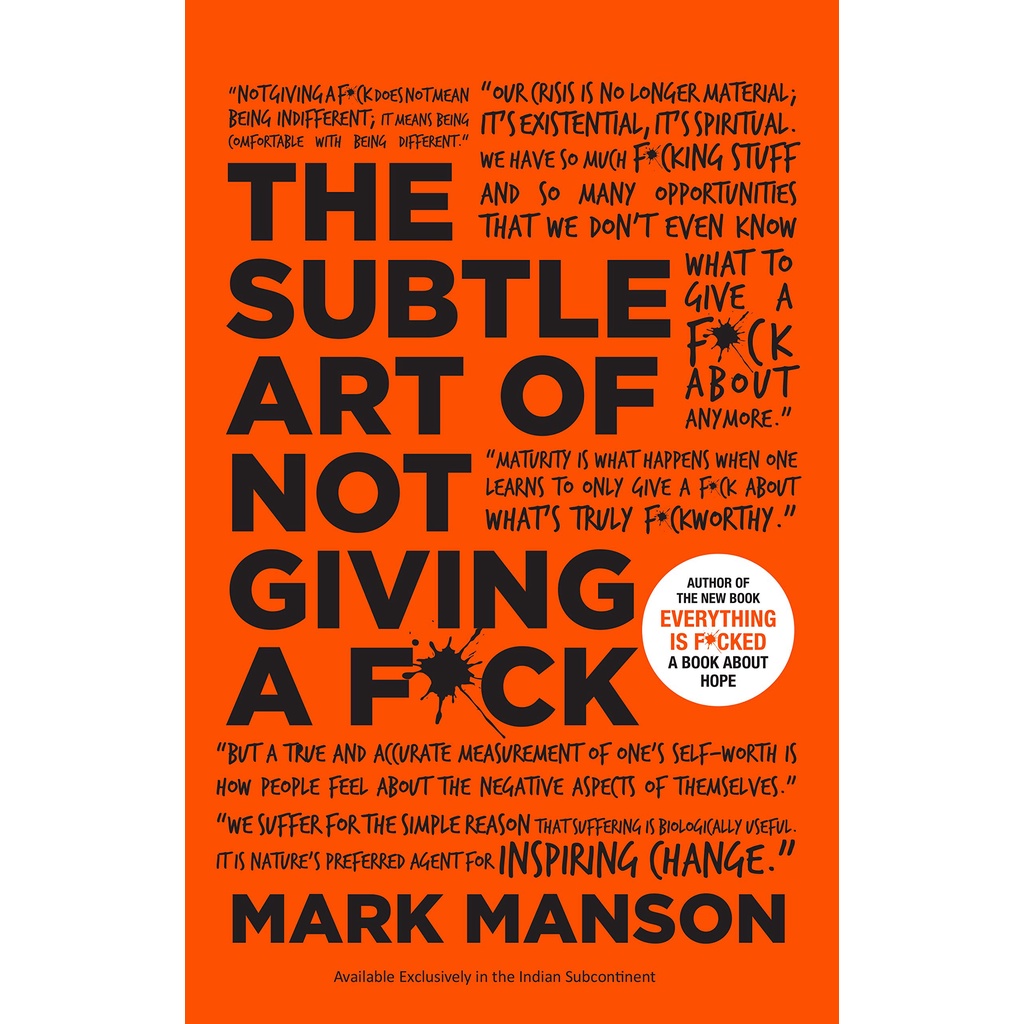 "NOT GIVING A F*CK DOES NOT MEAN
BEING INDIFFERENT; IT MEANS BEING
COMFORTABLE WITH BEING DIFFERENT."
"OUR CRISIS IS NO LONGER MATERIAL;
IT'S EXISTENTIAL, IT'S SPIRITUAL.
WE HAVE SO MUCH F*CKING STUFF
AND SO MANY OPPORTUNITIES
THAT WE DON'T EVEN KNOW
WHAT TO
GIVE A
F*CK
ABOUT
ANYMORE."
THE
SUBTLE
ART OF
NOT
GIVING
A F*CK
"MATURITY IS WHAT HAPPENS WHEN ONE
LEARNS TO ONLY GIVE A F*CK ABOUT
WHAT'S TRULY F*CKWORTHY."
AUTHOR OF
THE NEW BOOK
EVERYTHING
IS F*CKED
A BOOK ABOUT
HOPE
"BUT A TRUE AND ACCURATE MEASUREMENT OF ONE'S SELF-WORTH IS
HOW PEOPLE FEEL ABOUT THE NEGATIVE ASPECTS OF THEMSELVES."
"WE SUFFER FOR THE SIMPLE REASON THAT SUFFERING IS BIOLOGICALLY USEFUL.
IT IS NATURE'S PREFERRED AGENT FOR INSPIRING CHANGE."
MARK MANSON
Available Exclusively in the Indian Subcontinent